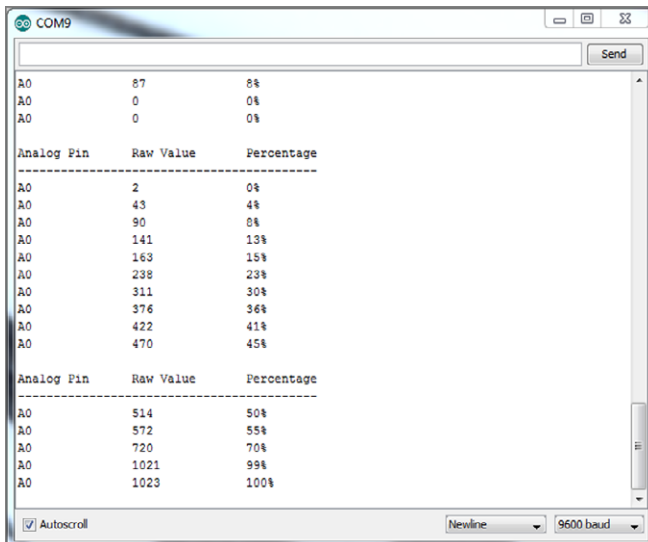 COM9
Send
A0 87 8%
A0 0 0%
A0 0 0%
Analog Pin Raw Value Percentage
------------------------------------------
A0 2 0%
A0 43 4%
A0 90 8%
A0 141 13%
A0 163 15%
A0 238 23%
A0 311 30%
A0 376 36%
A0 422 41%
A0 470 45%
Analog Pin Raw Value Percentage
------------------------------------------
A0 514 50%
A0 572 55%
A0 720 70%
A0 1021 99%
A0 1023 100%
Autoscroll Newline 9600 baud